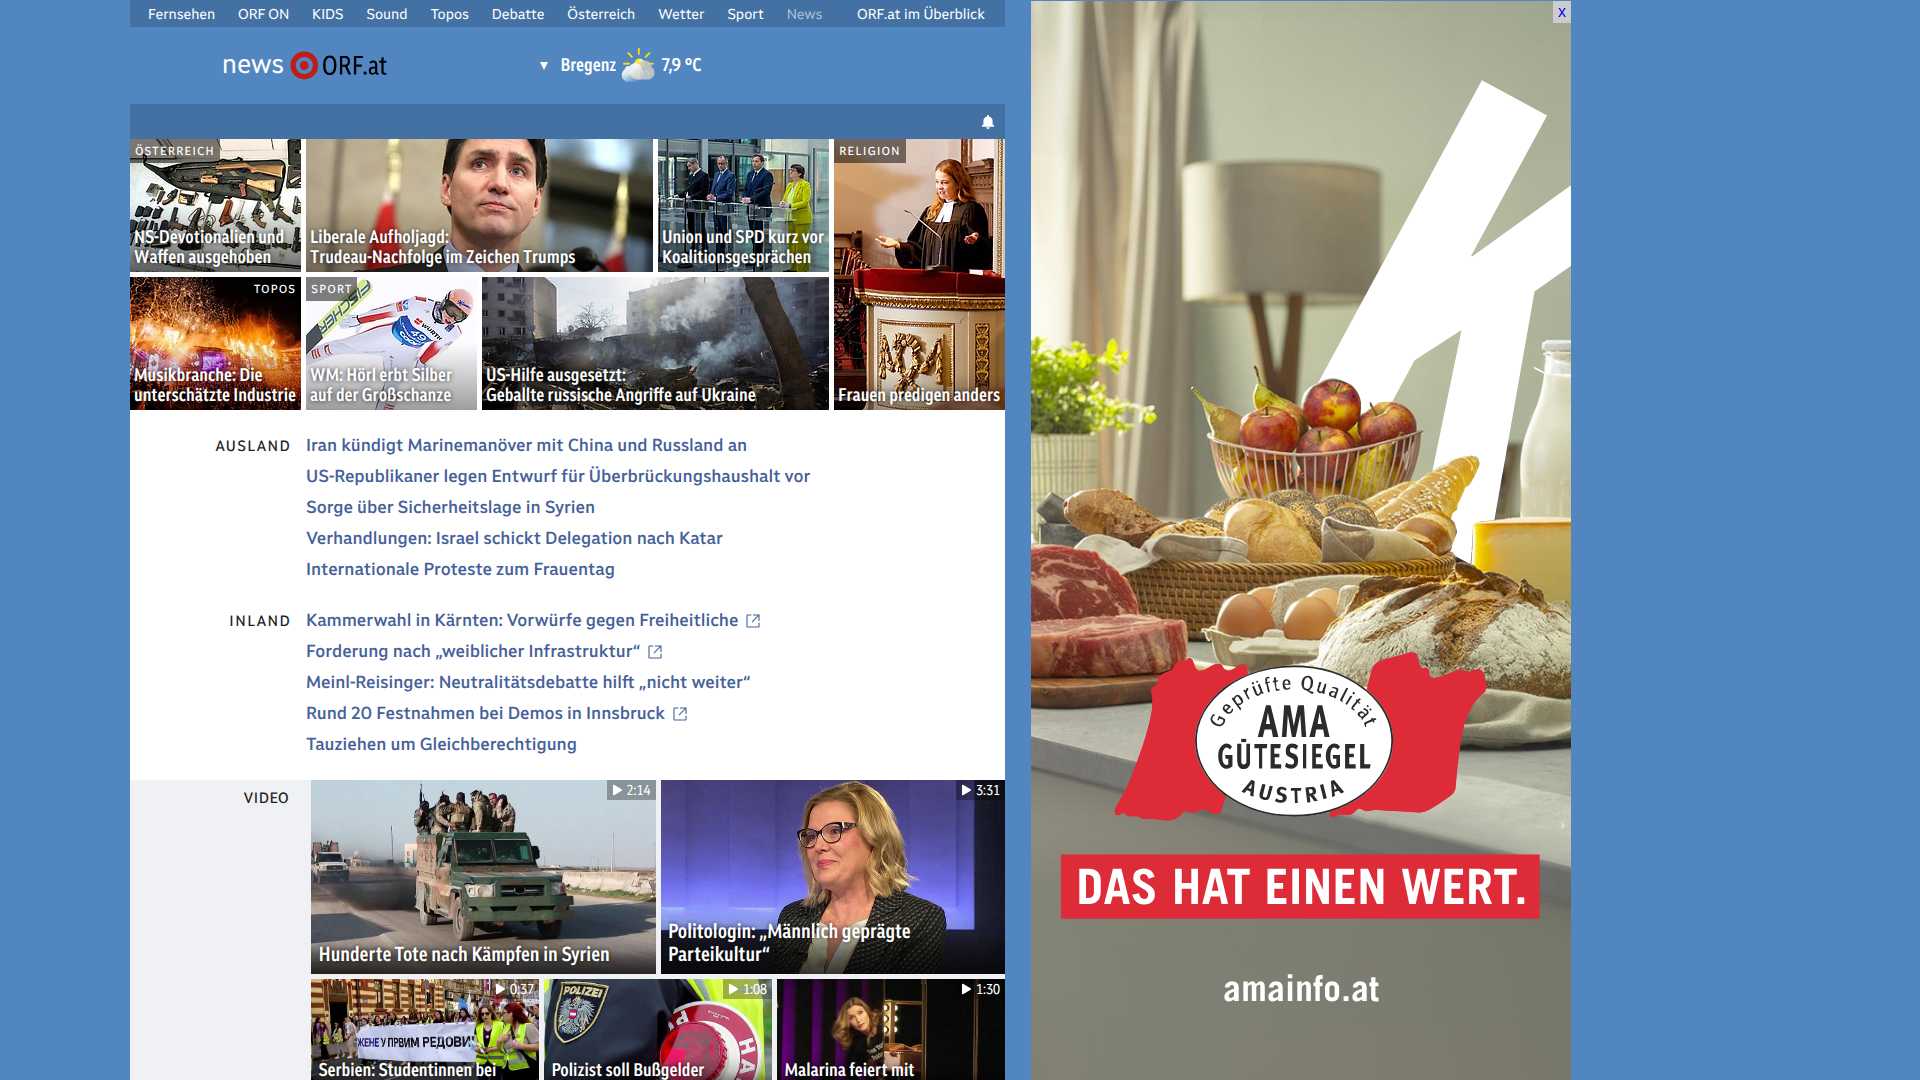 Fernsehen
ORF ON
KIDS
Sound
Topos
Debatte
Österreich
Wetter
Sport
News
ORF.at im Überblick
X
news ORF.at
Bregenz 7,9 °C
ÖSTERREICH
NS-Devotionalien und
Waffen ausgehoben
Liberale Aufholjagd:
Trudeau-Nachfolge im Zeichen Trumps
Union und SPD kurz vor
Koalitionsgesprächen
RELIGION
Frauen predigen anders
TOPOS
Musikbranche: Die
unterschätzte Industrie
SPORT
FISCHER
WÜRTH
49
WM: Hörl erbt Silber
auf der Großschanze
US-Hilfe ausgesetzt:
Geballte russische Angriffe auf Ukraine
AUSLAND
Iran kündigt Marinemanöver mit China und Russland an
US-Republikaner legen Entwurf für Überbrückungshaushalt vor
Sorge über Sicherheitslage in Syrien
Verhandlungen: Israel schickt Delegation nach Katar
Internationale Proteste zum Frauentag
INLAND
Kammerwahl in Kärnten: Vorwürfe gegen Freiheitliche
Forderung nach „weiblicher Infrastruktur“
Meinl-Reisinger: Neutralitätsdebatte hilft „nicht weiter“
Rund 20 Festnahmen bei Demos in Innsbruck
Tauziehen um Gleichberechtigung
VIDEO
2:14
Hunderte Tote nach Kämpfen in Syrien
3:31
Politologin: „Männlich geprägte
Parteikultur“
0:37
ЖЕНЕ У ПРВИМ РЕДОВИ
Serbien: Studentinnen bei
1:08
POLIZEI
Polizist soll Bußgelder
1:30
Malarina feiert mit
Geprüfte Qualität
AMA
GÜTESIEGEL
AUSTRIA
DAS HAT EINEN WERT.
amainfo.at